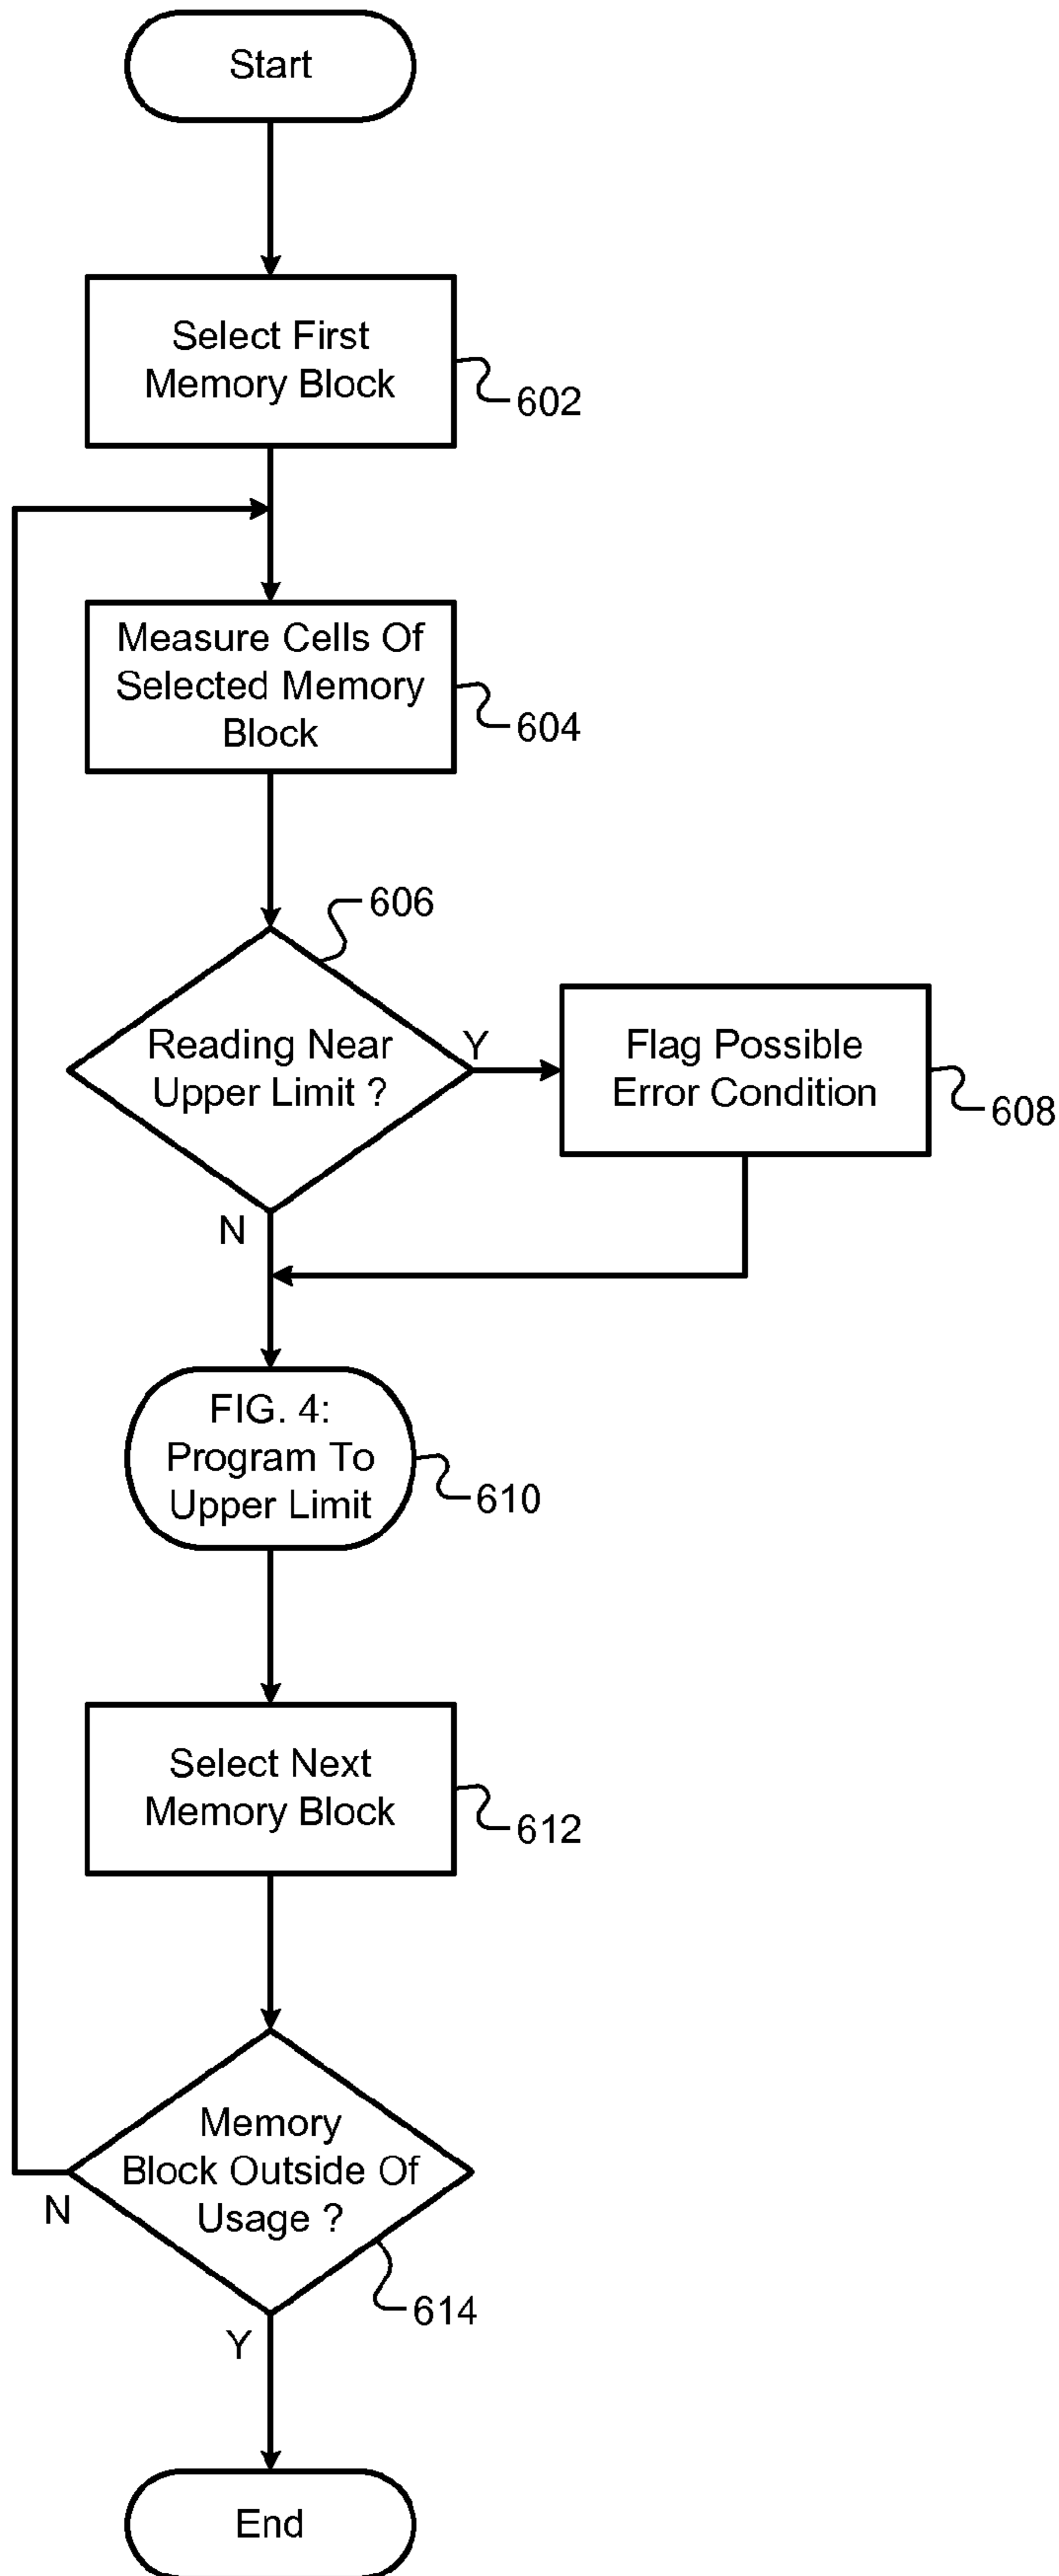 Start
Select First
Memory Block
602
Measure Cells Of
Selected Memory
Block
604
606
Reading Near
Upper Limit ?
Y
Flag Possible
Error Condition
608
N
FIG. 4:
Program To
Upper Limit
610
Select Next
Memory Block
612
Memory
Block Outside Of
Usage ?
N
614
Y
End